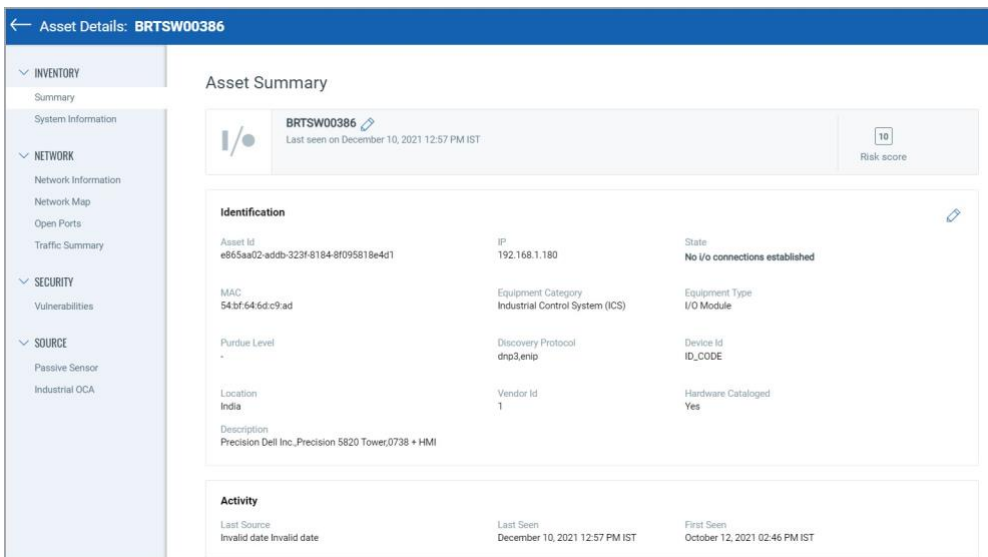 Asset Details: BRTSW00386
INVENTORY
Summary
System Information
NETWORK
Network Information
Network Map
Open Ports
Traffic Summary
SECURITY
Vulnerabilities
SOURCE
Passive Sensor
Industrial OCA
Asset Summary
I/O
BRTSW00386
Last seen on December 10, 2021 12:57 PM IST
10
Risk score
Identification
Asset Id IP State
e865aa02-addb-323f-8184-8f095818e4d1 192.168.1.180 No i/o connections established
MAC Equipment Category Equipment Type
54:bf:64:6d:c9:ad Industrial Control System (ICS) I/O Module
Purdue Level Discovery Protocol Device Id
- dnp3,enip ID_CODE
Location Vendor Id Hardware Cataloged
India 1 Yes
Description
Precision Dell Inc.,Precision 5820 Tower,0738 + HMI
Activity
Last Source Last Seen First Seen
Invalid date Invalid date December 10, 2021 12:57 PM IST October 12, 2021 02:46 PM IST